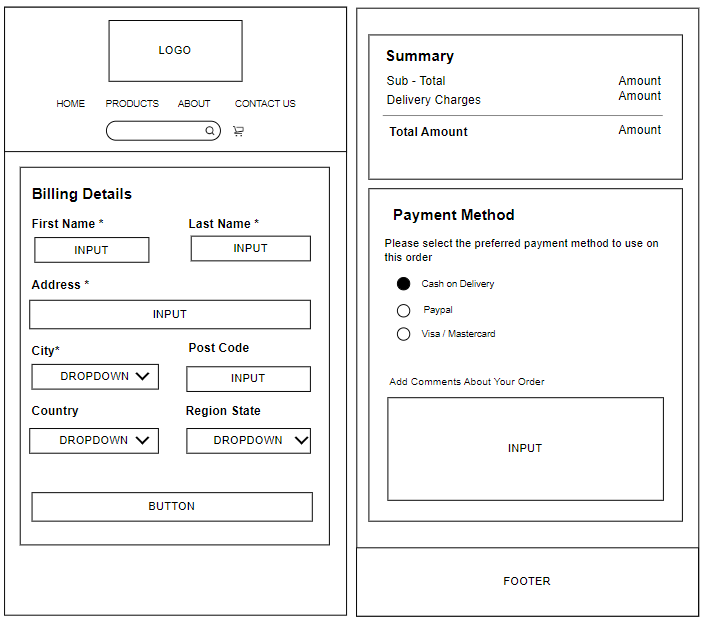 LOGO
HOME PRODUCTS ABOUT CONTACT US
Billing Details
First Name * Last Name *
INPUT INPUT
Address *
INPUT
City* Post Code
DROPDOWN INPUT
Country Region State
DROPDOWN DROPDOWN
BUTTON
Summary
Sub - Total Amount
Delivery Charges Amount
Total Amount Amount
Payment Method
Please select the preferred payment method to use on
this order
Cash on Delivery
Paypal
Visa / Mastercard
Add Comments About Your Order
INPUT
FOOTER